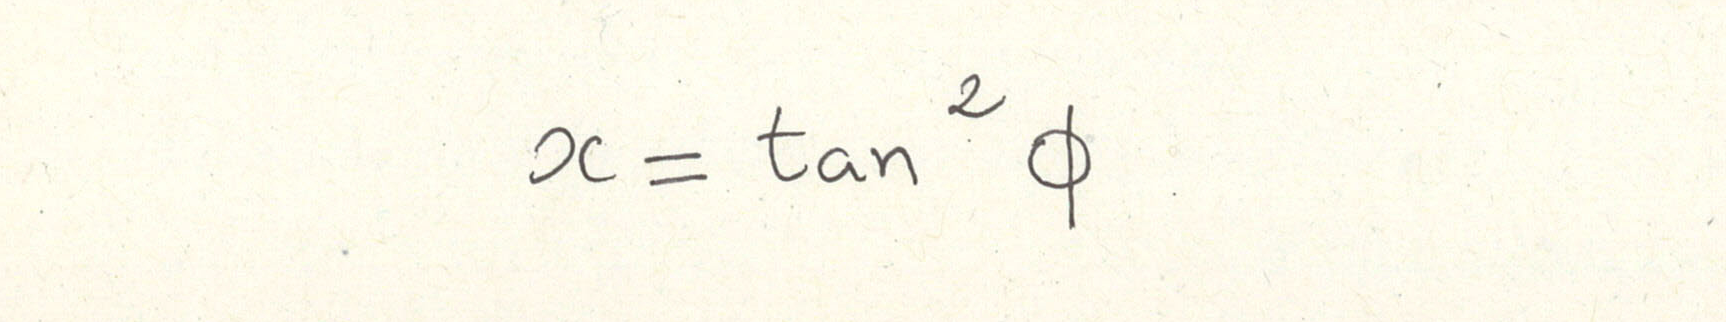 x = tan² φ